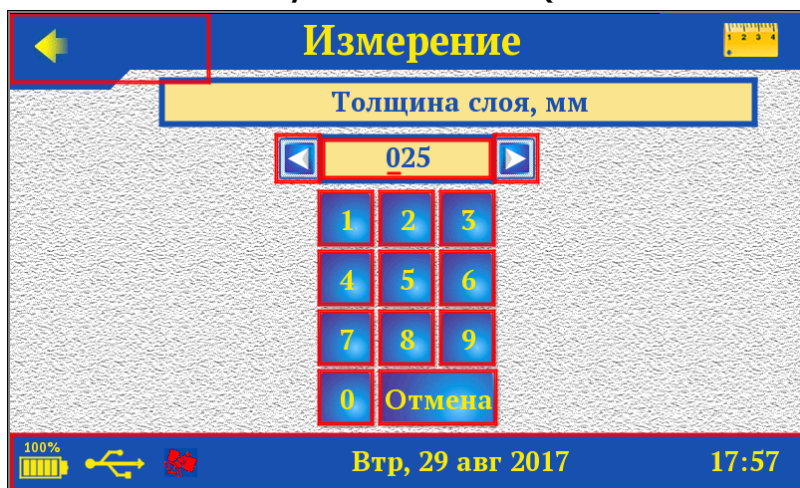 Измерение
1 2 3 4
Толщина слоя, мм
025
1 2 3
4 5 6
7 8 9
0 Отмена
100%
Втр, 29 авг 2017 17:57